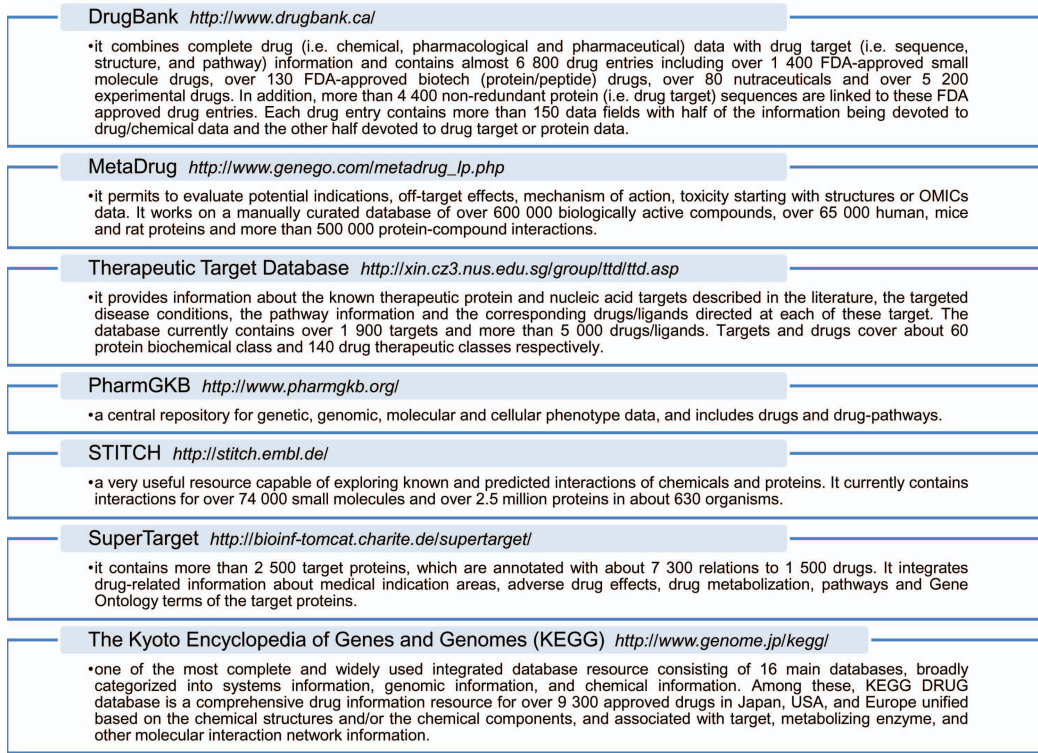 DrugBank http://www.drugbank.ca/
•it combines complete drug (i.e. chemical, pharmacological and pharmaceutical) data with drug target (i.e. sequence,
structure, and pathway) information and contains almost 6 800 drug entries including over 1 400 FDA-approved small
molecule drugs, over 130 FDA-approved biotech (protein/peptide) drugs, over 80 nutraceuticals and over 5 200
experimental drugs. In addition, more than 4 400 non-redundant protein (i.e. drug target) sequences are linked to these FDA
approved drug entries. Each drug entry contains more than 150 data fields with half of the information being devoted to
drug/chemical data and the other half devoted to drug target or protein data.
MetaDrug http://www.genego.com/metadrug_lp.php
•it permits to evaluate potential indications, off-target effects, mechanism of action, toxicity starting with structures or OMICs
data. It works on a manually curated database of over 600 000 biologically active compounds, over 65 000 human, mice
and rat proteins and more than 500 000 protein-compound interactions.
Therapeutic Target Database http://xin.cz3.nus.edu.sg/group/ttd/ttd.asp
•it provides information about the known therapeutic protein and nucleic acid targets described in the literature, the targeted
disease conditions, the pathway information and the corresponding drugs/ligands directed at each of these target. The
database currently contains over 1 900 targets and more than 5 000 drugs/ligands. Targets and drugs cover about 60
protein biochemical class and 140 drug therapeutic classes respectively.
PharmGKB http://www.pharmgkb.org/
•a central repository for genetic, genomic, molecular and cellular phenotype data, and includes drugs and drug-pathways.
STITCH http://stitch.embl.de/
•a very useful resource capable of exploring known and predicted interactions of chemicals and proteins. It currently contains
interactions for over 74 000 small molecules and over 2.5 million proteins in about 630 organisms.
SuperTarget http://bioinf-tomcat.charite.de/supertarget/
•it contains more than 2 500 target proteins, which are annotated with about 7 300 relations to 1 500 drugs. It integrates
drug-related information about medical indication areas, adverse drug effects, drug metabolization, pathways and Gene
Ontology terms of the target proteins.
The Kyoto Encyclopedia of Genes and Genomes (KEGG) http://www.genome.jp/kegg/
•one of the most complete and widely used integrated database resource consisting of 16 main databases, broadly
categorized into systems information, genomic information, and chemical information. Among these, KEGG DRUG
database is a comprehensive drug information resource for over 9 300 approved drugs in Japan, USA, and Europe unified
based on the chemical structures and/or the chemical components, and associated with target, metabolizing enzyme, and
other molecular interaction network information.